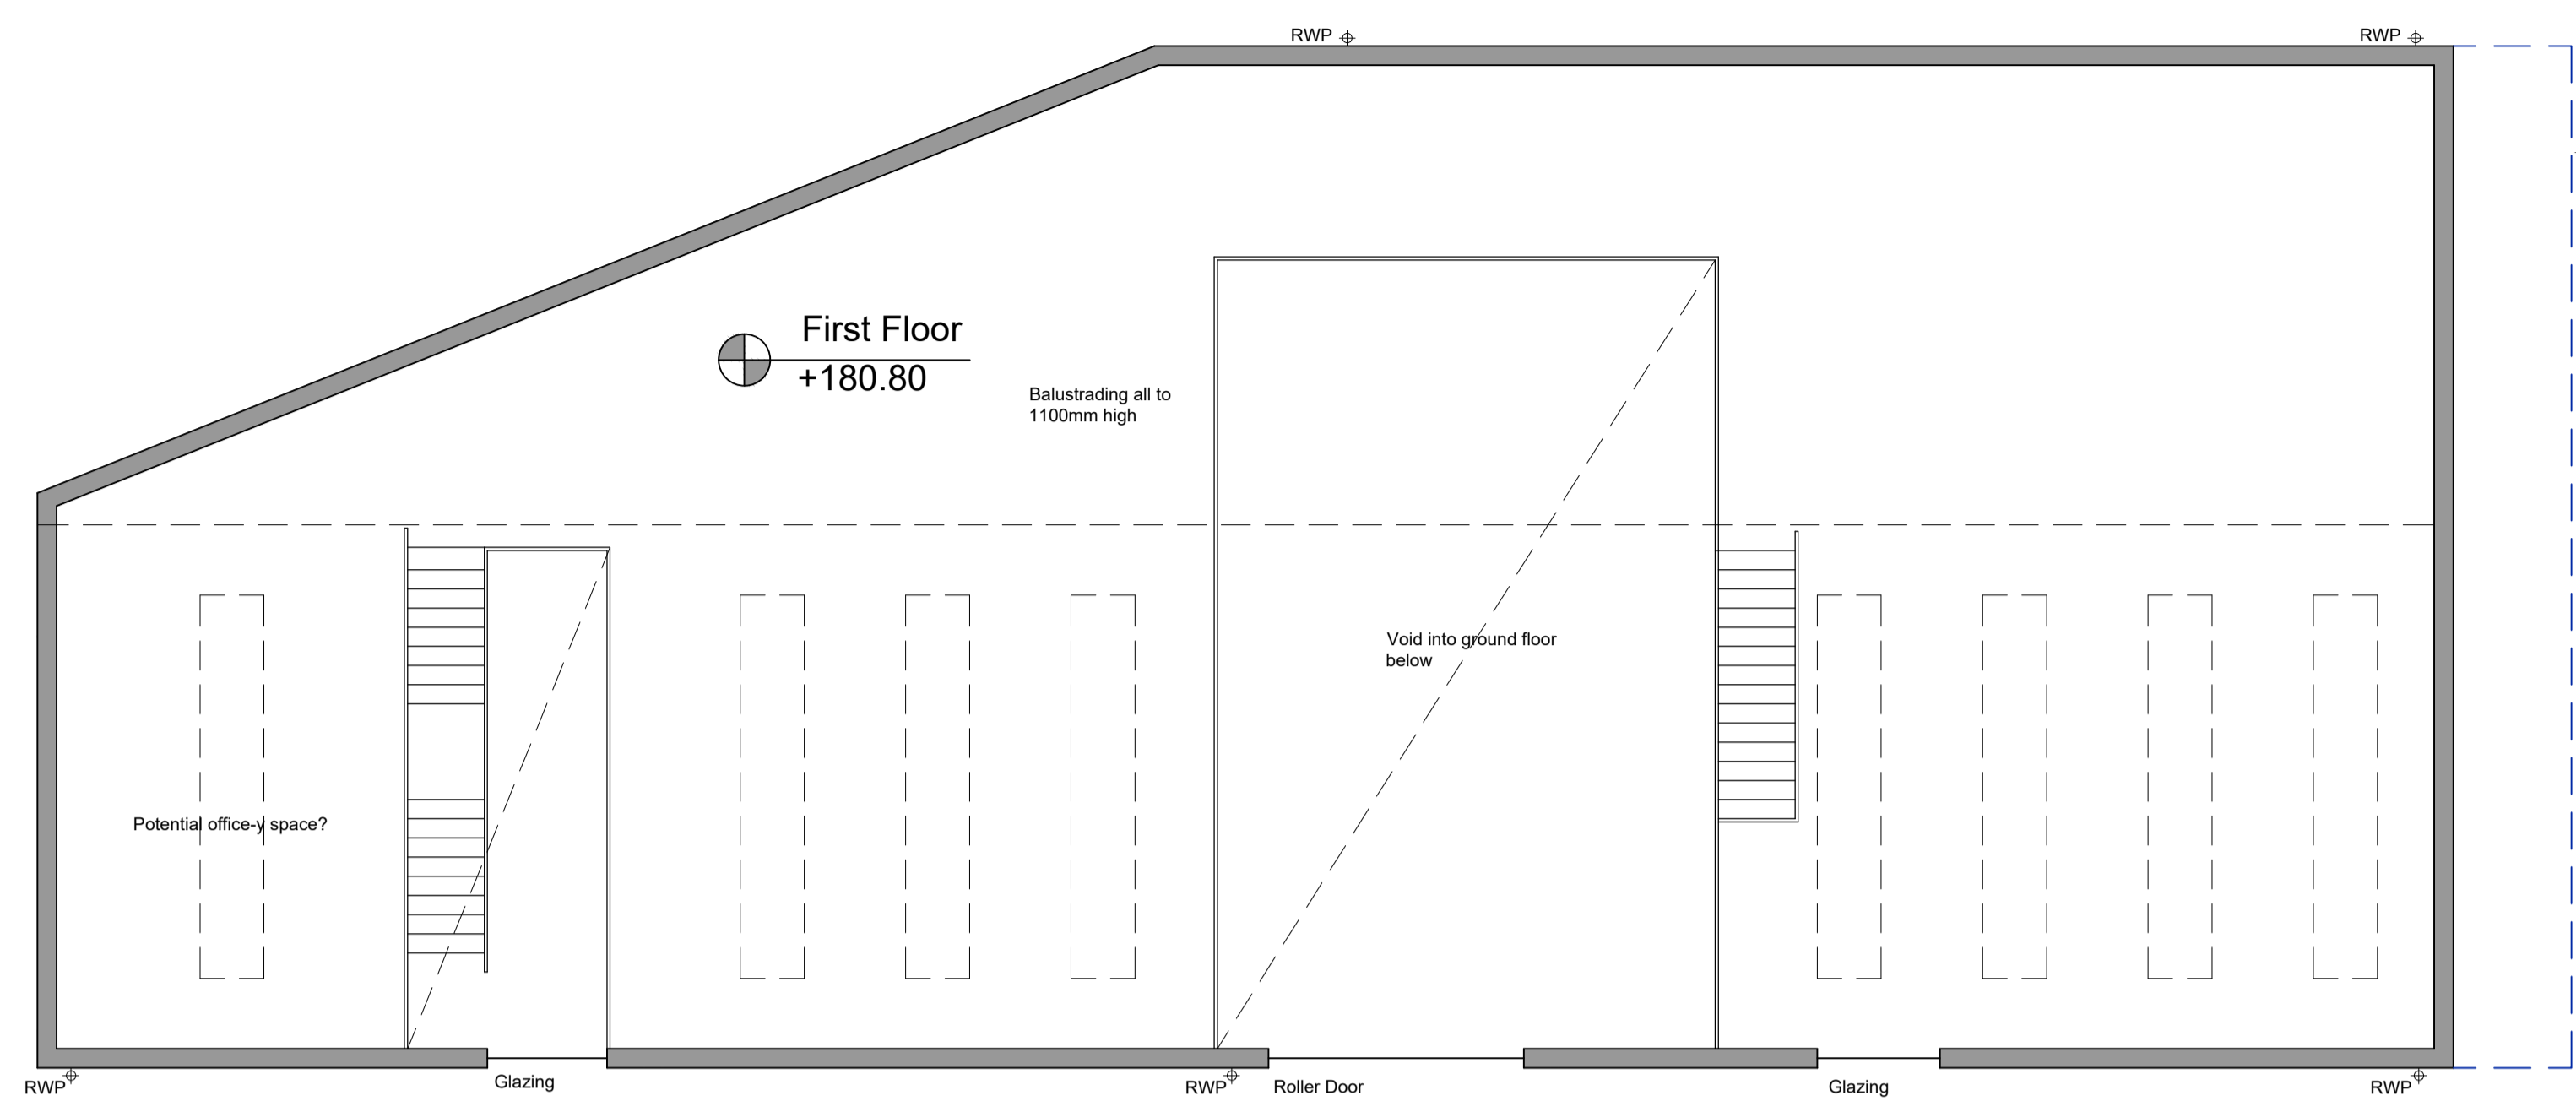 RWP
RWP
First Floor
+180.80
Balustrading all to
1100mm high
Void into ground floor
below
Potential office-y space?
RWP
Glazing
RWP
Roller Door
Glazing
RWP